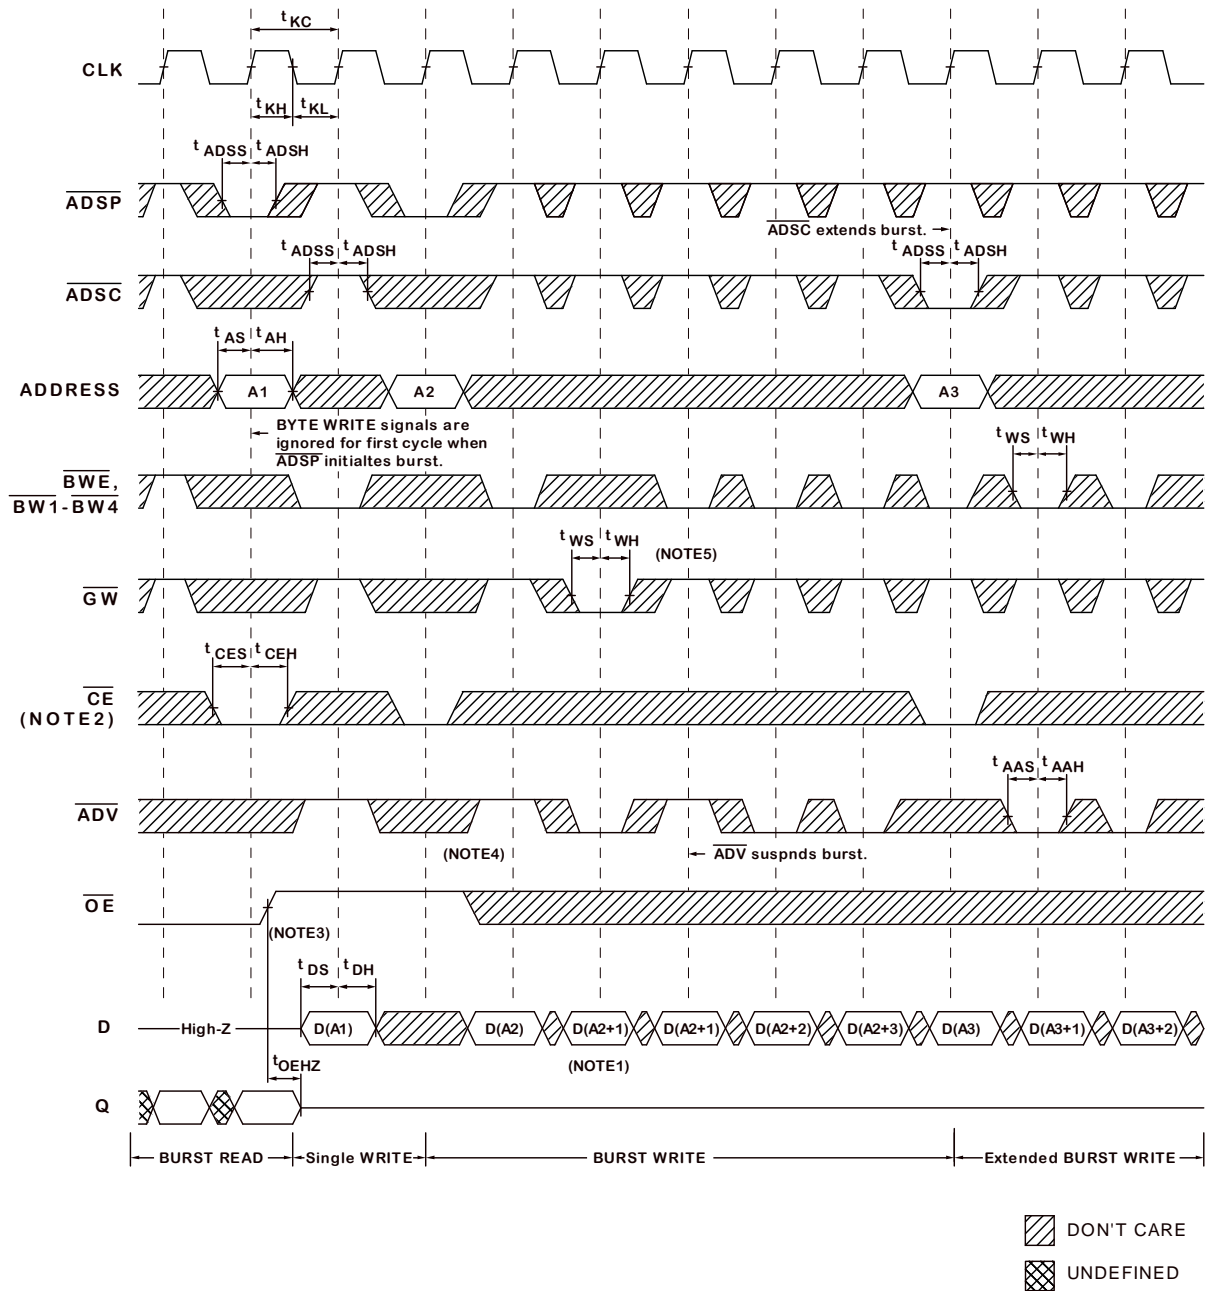 t KC
CLK
t KH t KL
t ADSS t ADSH
ADSP
ADSC extends burst.
t ADSS t ADSH t ADSS t ADSH
ADSC
t AS t AH
ADDRESS A1 A2 A3
BYTE WRITE signals are
ignored for first cycle when
ADSP initialtes burst.
t WS t WH
BWE,
BW1-BW4
t WS t WH (NOTE5)
GW
t CES t CEH
CE
(NOTE2)
t AAS t AAH
ADV
(NOTE4) ADV suspnds burst.
OE
(NOTE3)
t DS t DH
D High-Z D(A1) D(A2) D(A2+1) D(A2+1) D(A2+2) D(A2+3) D(A3) D(A3+1) D(A3+2)
tOEHZ (NOTE1)
Q
BURST READ Single WRITE BURST WRITE Extended BURST WRITE
DON'T CARE
UNDEFINED